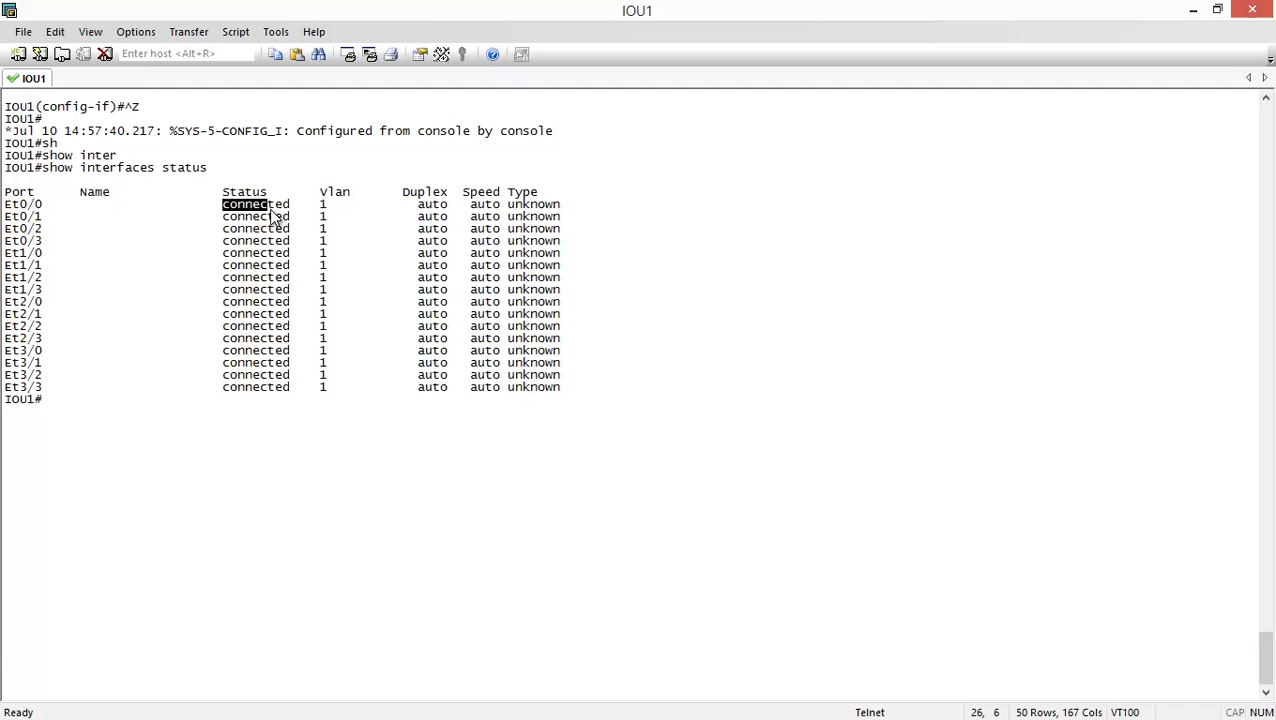 IOU1
File Edit View Options Transfer Script Tools Help
Enter host <Alt+R>
IOU1
IOU1(config-if)#^Z
IOU1#
*Jul 10 14:57:40.217: %SYS-5-CONFIG_I: Configured from console by console
IOU1#sh
IOU1#show inter
IOU1#show interfaces status
Port Name Status Vlan Duplex Speed Type
Et0/0 connected 1 auto auto unknown
Et0/1 connected 1 auto auto unknown
Et0/2 connected 1 auto auto unknown
Et0/3 connected 1 auto auto unknown
Et1/0 connected 1 auto auto unknown
Et1/1 connected 1 auto auto unknown
Et1/2 connected 1 auto auto unknown
Et1/3 connected 1 auto auto unknown
Et2/0 connected 1 auto auto unknown
Et2/1 connected 1 auto auto unknown
Et2/2 connected 1 auto auto unknown
Et2/3 connected 1 auto auto unknown
Et3/0 connected 1 auto auto unknown
Et3/1 connected 1 auto auto unknown
Et3/2 connected 1 auto auto unknown
Et3/3 connected 1 auto auto unknown
IOU1#
Ready Telnet 26, 6 50 Rows, 167 Cols VT100 CAP NUM